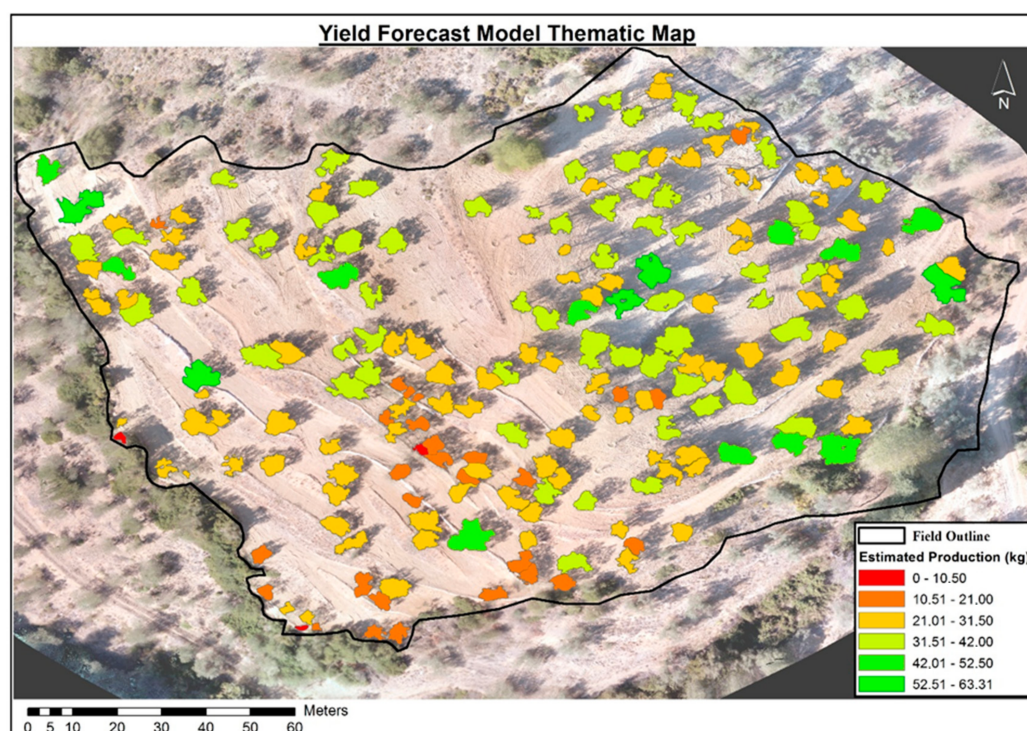 Yield Forecast Model Thematic Map
N
Field Outline
Estimated Production (kg)
0 - 10.50
10.51 - 21.00
21.01 - 31.50
31.51 - 42.00
42.01 - 52.50
52.51 - 63.31
Meters
0 5 10 20 30 40 50 60